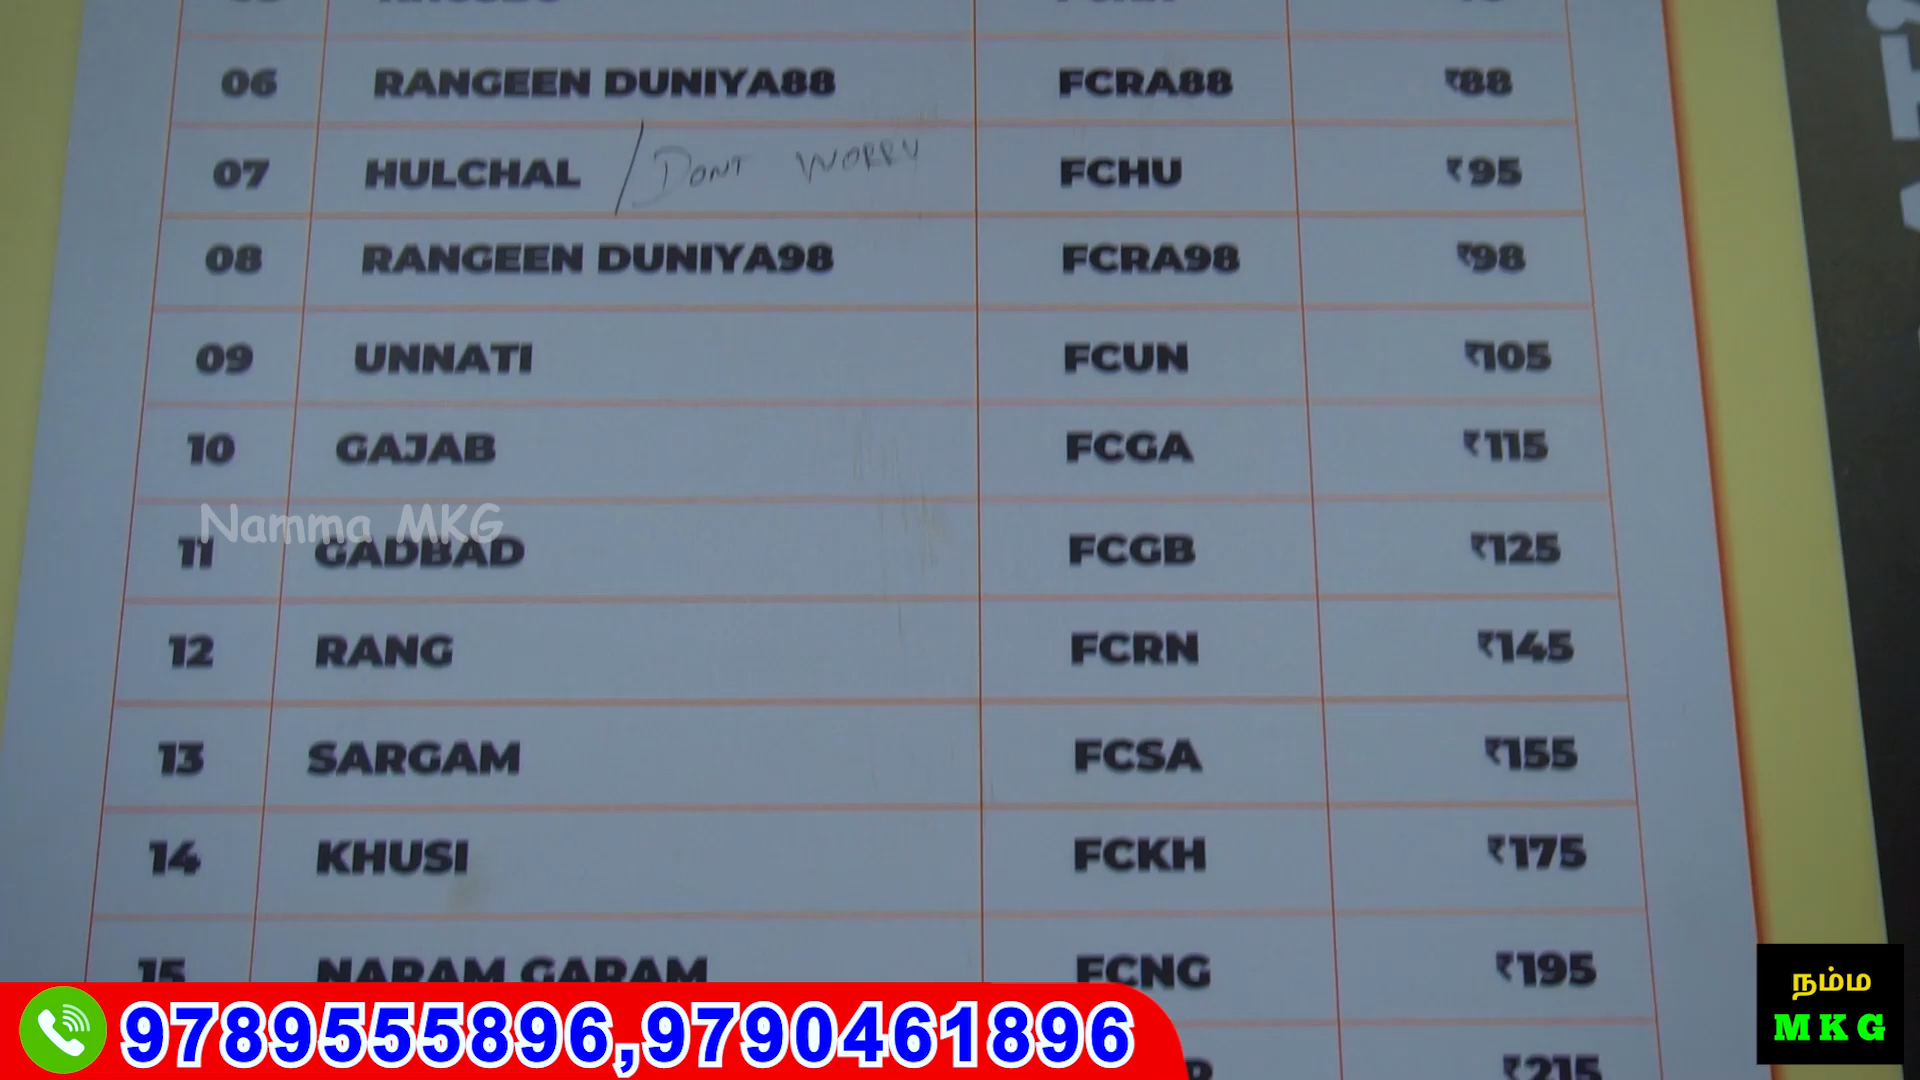 06 RANGEEN DUNIYA88 FCRA88 ₹88
07 HULCHAL / DONT WORRY FCHU ₹95
08 RANGEEN DUNIYA98 FCRA98 ₹98
09 UNNATI FCUN ₹105
10 GAJAB FCGA ₹115
Namma MKG
11 GADBAD FCGB ₹125
12 RANG FCRN ₹145
13 SARGAM FCSA ₹155
14 KHUSI FCKH ₹175
15 NARAM GARAM FCNG ₹195
₹215
9789555896,9790461896
நம்ம
MKG